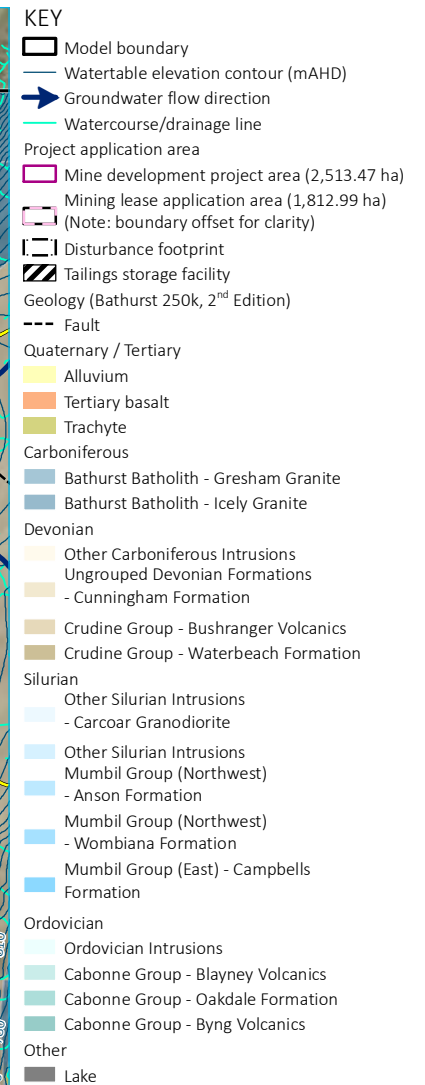 KEY
Model boundary
Watertable elevation contour (mAHD)
Groundwater flow direction
Watercourse/drainage line
Project application area
Mine development project area (2,513.47 ha)
Mining lease application area (1,812.99 ha)
(Note: boundary offset for clarity)
Disturbance footprint
Tailings storage facility
Geology (Bathurst 250k, 2nd Edition)
Fault
Quaternary / Tertiary
Alluvium
Tertiary basalt
Trachyte
Carboniferous
Bathurst Batholith - Gresham Granite
Bathurst Batholith - Icely Granite
Devonian
Other Carboniferous Intrusions
Ungrouped Devonian Formations
- Cunningham Formation
Crudine Group - Bushranger Volcanics
Crudine Group - Waterbeach Formation
Silurian
Other Silurian Intrusions
- Carcoar Granodiorite
Other Silurian Intrusions
Mumbil Group (Northwest)
- Anson Formation
Mumbil Group (Northwest)
- Wombiana Formation
Mumbil Group (East) - Campbells
Formation
Ordovician
Ordovician Intrusions
Cabonne Group - Blayney Volcanics
Cabonne Group - Oakdale Formation
Cabonne Group - Byng Volcanics
Other
Lake